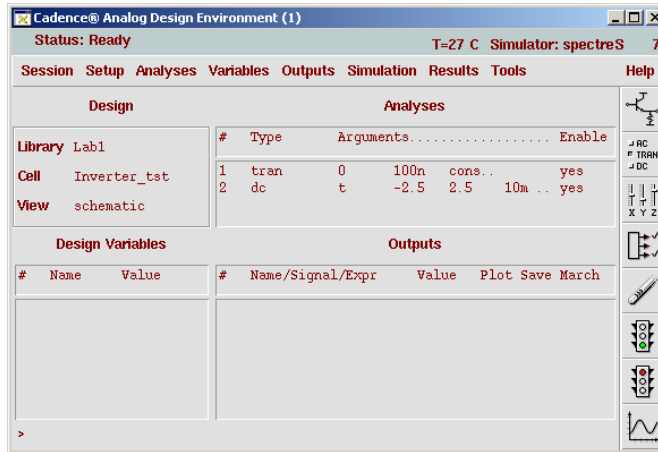 Cadence® Analog Design Environment (1)
Status: Ready
T=27 C Simulator: spectreS 7
Session Setup Analyses Variables Outputs Simulation Results Tools Help
Design
Analyses
Library Lab1
Cell Inverter_tst
View schematic
# Type Arguments.................. Enable
1 tran 0 100n cons.. yes
2 dc t -2.5 2.5 10m .. yes
AC
TRAN
DC
X Y Z
Design Variables
Outputs
# Name Value
# Name/Signal/Expr Value Plot Save March
>